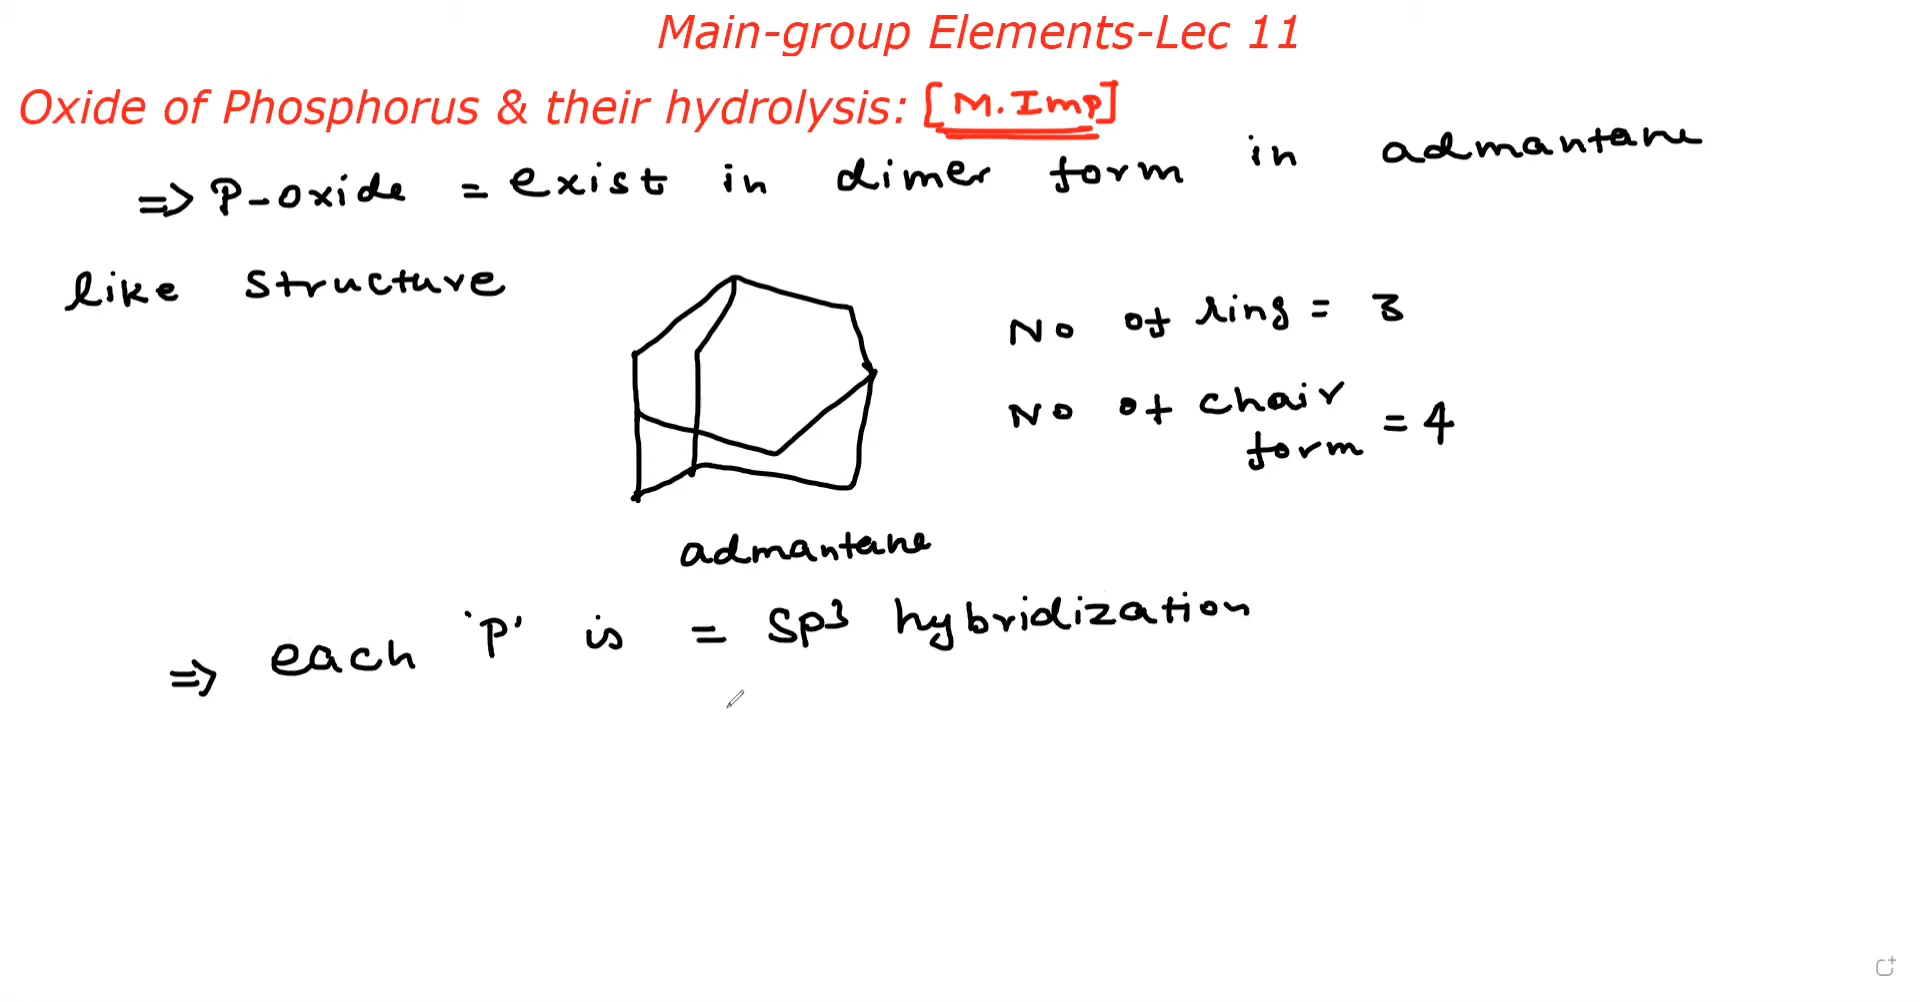 Main-group Elements-Lec 11
Oxide of Phosphorus & their hydrolysis: [M. Imp]
⇒ P-oxide = exist in dimer form in admantane
like structure
No of ring = 3
No of chair form = 4
admantane
⇒ each 'P' is = sp³ hybridization